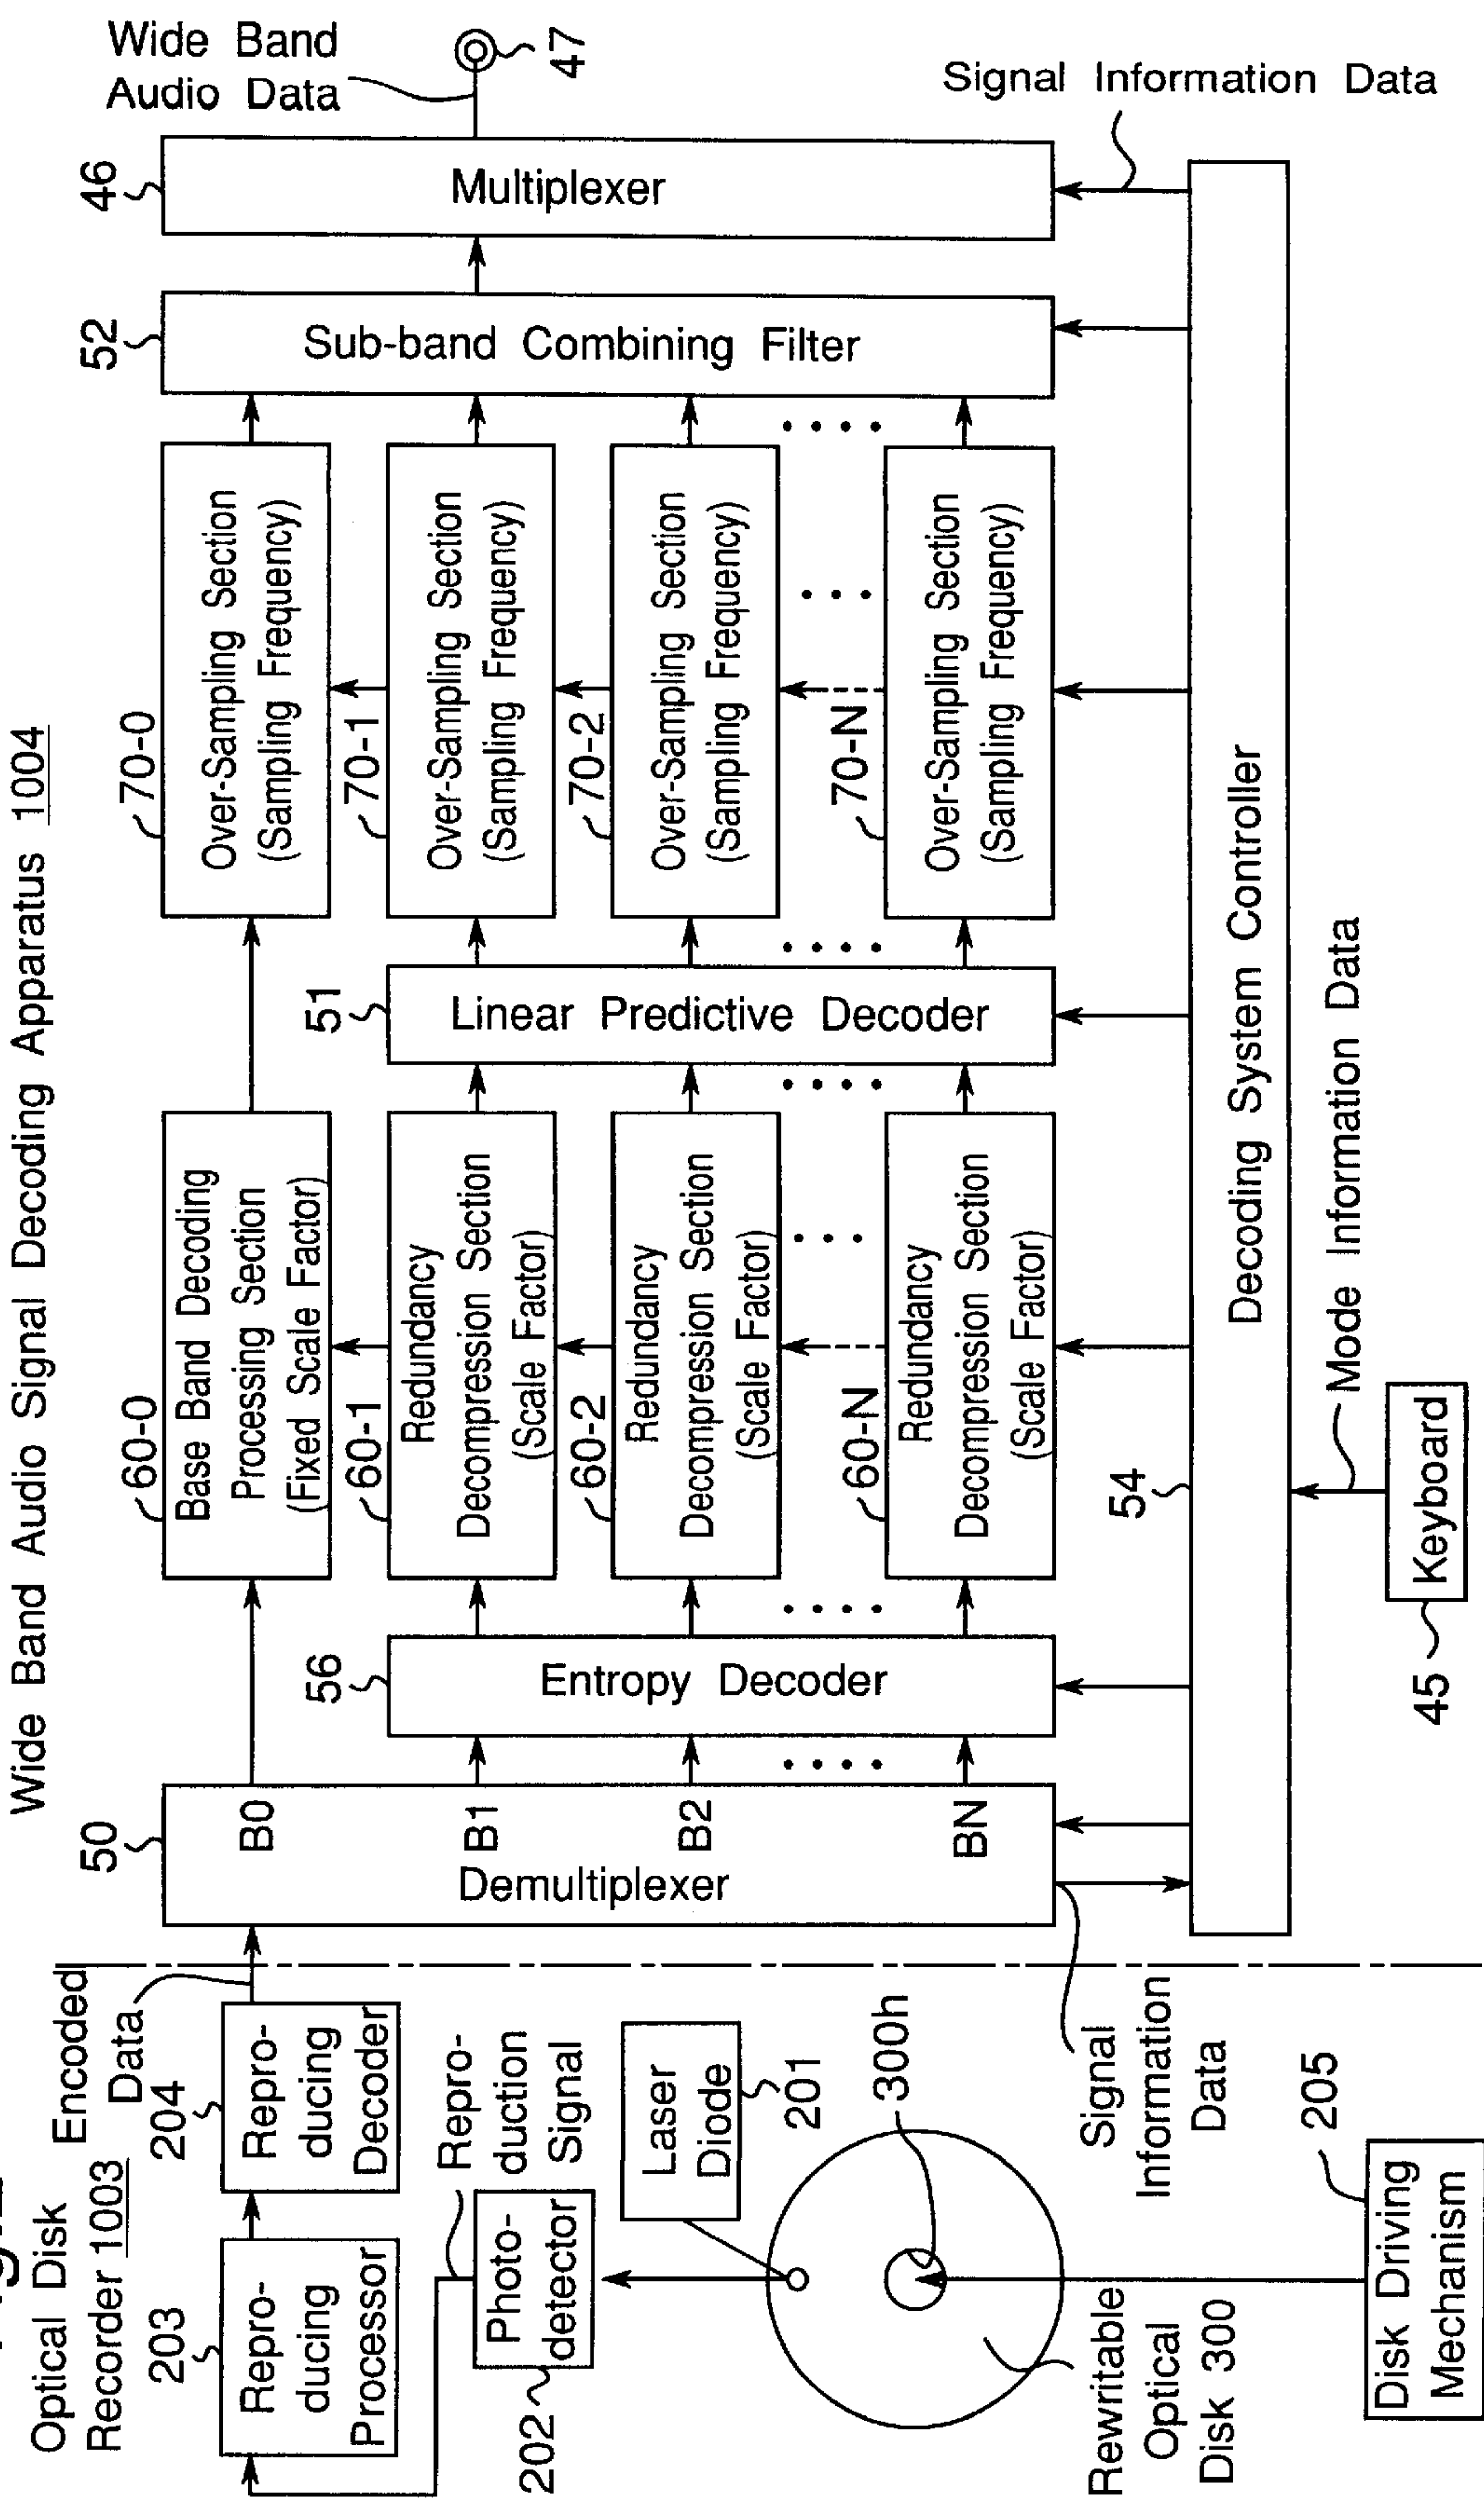 Wide Band Audio Signal Decoding Apparatus 1004
Optical Disk
Recorder 1003
Encoded
Data
203
Repro-
ducing
Processor
204
Repro-
ducing
Decoder
202
Photo-
detector
Repro-
duction
Signal
Laser
Diode
201
300h
Rewritable
Optical
Disk 300
Signal
Information
Data
205
Disk Driving
Mechanism
50
Demultiplexer
B0
B1
B2
BN
56
Entropy Decoder
60-0
Base Band Decoding
Processing Section
(Fixed Scale Factor)
60-1
Redundancy
Decompression Section
(Scale Factor)
60-2
Redundancy
Decompression Section
(Scale Factor)
60-N
Redundancy
Decompression Section
(Scale Factor)
51
Linear Predictive Decoder
70-0
Over-Sampling Section
(Sampling Frequency)
70-1
Over-Sampling Section
(Sampling Frequency)
70-2
Over-Sampling Section
(Sampling Frequency)
70-N
Over-Sampling Section
(Sampling Frequency)
52
Sub-band Combining Filter
46
Multiplexer
Wide Band
Audio Data
47
Signal Information Data
54
Decoding System Controller
Mode Information Data
45
Keyboard